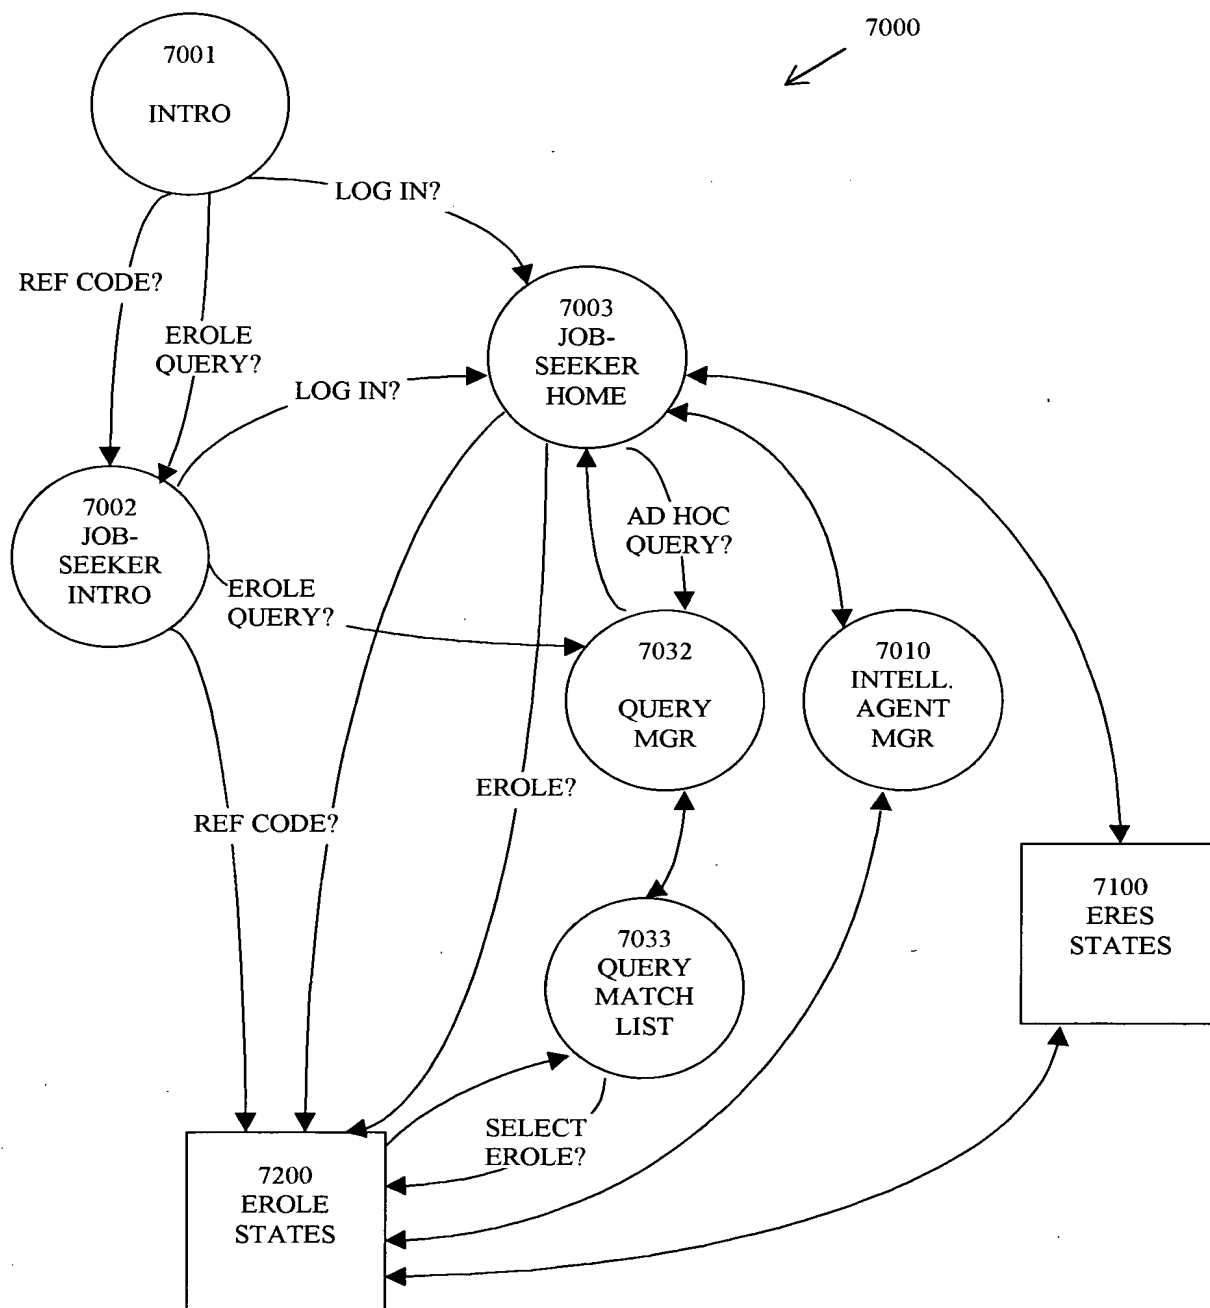 7000
7001
INTRO
LOG IN?
REF CODE?
EROLE
QUERY?
7003
JOB-
SEEKER
HOME
LOG IN?
7002
JOB-
SEEKER
INTRO
AD HOC
QUERY?
EROLE
QUERY?
7032
QUERY
MGR
7010
INTELL.
AGENT
MGR
EROLE?
REF CODE?
7100
ERES
STATES
7033
QUERY
MATCH
LIST
SELECT
EROLE?
7200
EROLE
STATES